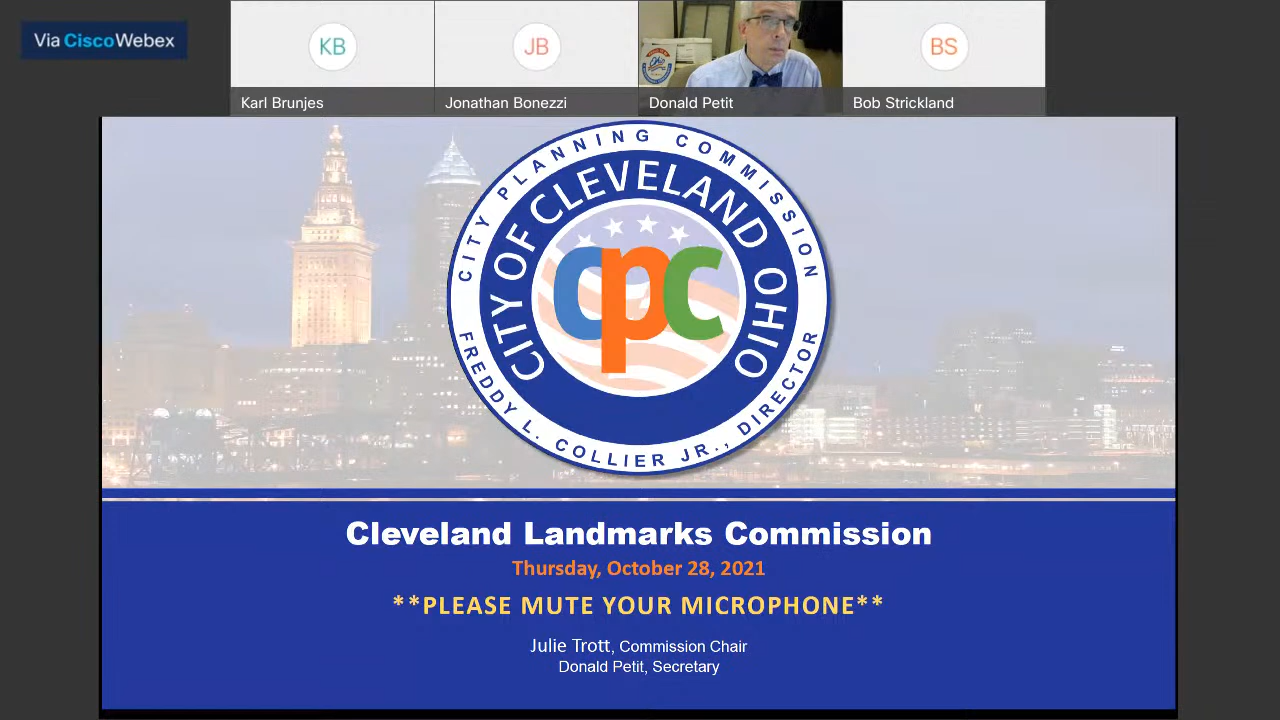 Via Cisco Webex
KB
JB
BS
Karl Brunjes
Jonathan Bonezzi
Donald Petit
Bob Strickland
CITY PLANNING COMMISSION
CITY OF CLEVELAND OHIO
cpc
FREDDY L. COLLIER JR., DIRECTOR
Cleveland Landmarks Commission
Thursday, October 28, 2021
**PLEASE MUTE YOUR MICROPHONE**
Julie Trott, Commission Chair
Donald Petit, Secretary